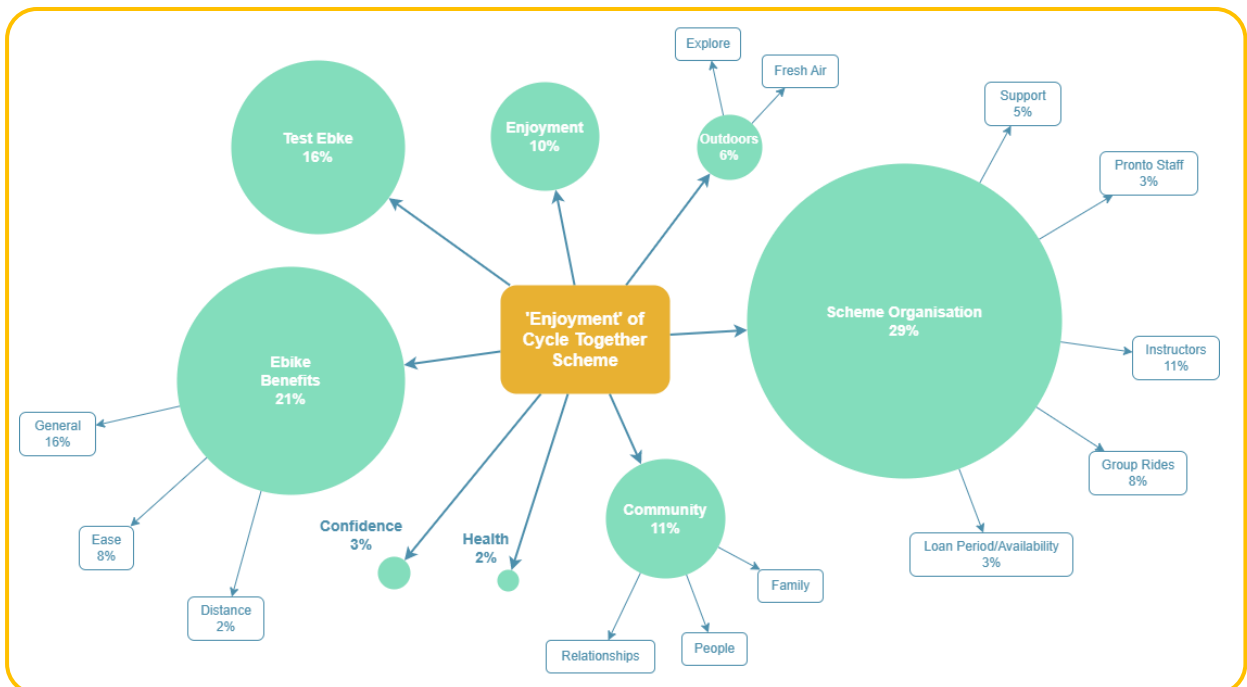 Explore
Fresh Air
Outdoors
6%
Enjoyment
10%
Test Ebke
16%
Support
5%
Pronto Staff
3%
Scheme Organisation
29%
Instructors
11%
Group Rides
8%
Loan Period/Availability
3%
'Enjoyment' of
Cycle Together
Scheme
Ebike
Benefits
21%
General
16%
Ease
8%
Distance
2%
Confidence
3%
Health
2%
Community
11%
Family
People
Relationships